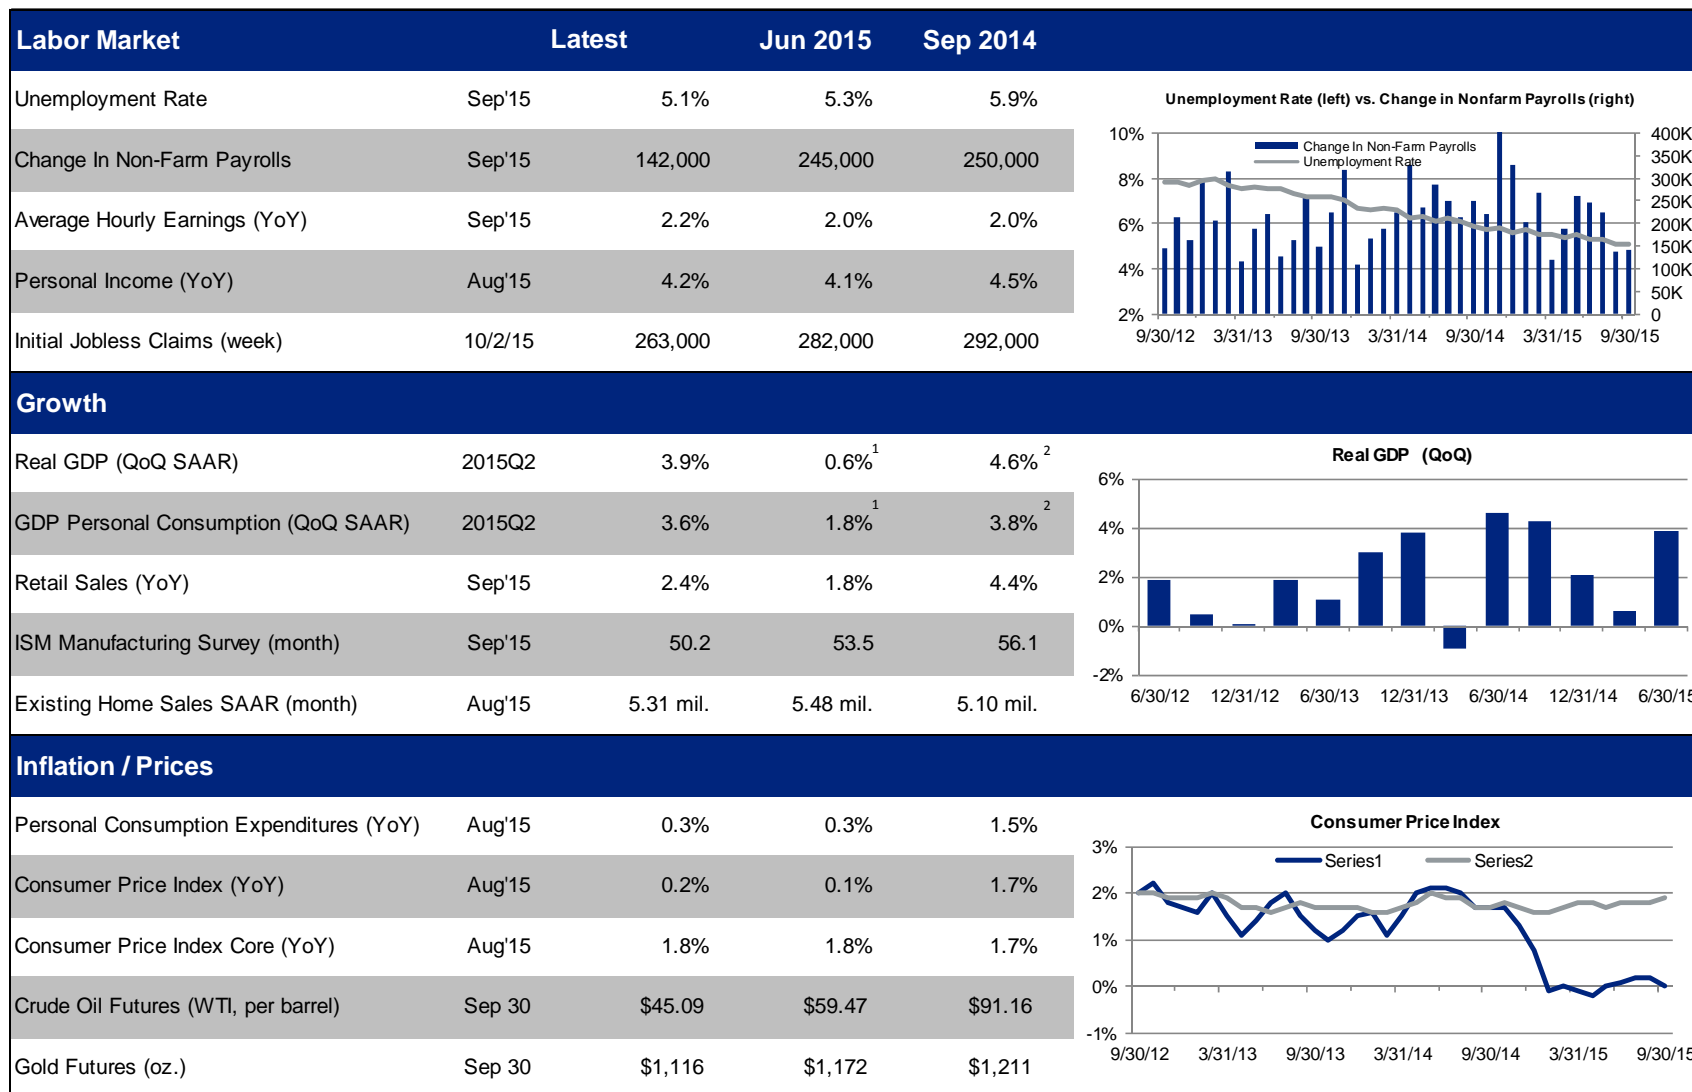 Labor Market Latest Jun 2015 Sep 2014
Unemployment Rate Sep'15 5.1% 5.3% 5.9%
Change In Non-Farm Payrolls Sep'15 142,000 245,000 250,000
Average Hourly Earnings (YoY) Sep'15 2.2% 2.0% 2.0%
Personal Income (YoY) Aug'15 4.2% 4.1% 4.5%
Initial Jobless Claims (week) 10/2/15 263,000 282,000 292,000
Unemployment Rate (left) vs. Change in Nonfarm Payrolls (right)
Change In Non-Farm Payrolls
Unemployment Rate
10% 400K
350K
8% 300K
250K
6% 200K
150K
4% 100K
50K
2% 0
9/30/12 3/31/13 9/30/13 3/31/14 9/30/14 3/31/15 9/30/15
Growth
Real GDP (QoQ SAAR) 2015Q2 3.9% 0.6%1 4.6%2
GDP Personal Consumption (QoQ SAAR) 2015Q2 3.6% 1.8%1 3.8%2
Retail Sales (YoY) Sep'15 2.4% 1.8% 4.4%
ISM Manufacturing Survey (month) Sep'15 50.2 53.5 56.1
Existing Home Sales SAAR (month) Aug'15 5.31 mil. 5.48 mil. 5.10 mil.
Real GDP (QoQ)
6%
4%
2%
0%
-2%
6/30/12 12/31/12 6/30/13 12/31/13 6/30/14 12/31/14 6/30/15
Inflation / Prices
Personal Consumption Expenditures (YoY) Aug'15 0.3% 0.3% 1.5%
Consumer Price Index (YoY) Aug'15 0.2% 0.1% 1.7%
Consumer Price Index Core (YoY) Aug'15 1.8% 1.8% 1.7%
Crude Oil Futures (WTI, per barrel) Sep 30 $45.09 $59.47 $91.16
Gold Futures (oz.) Sep 30 $1,116 $1,172 $1,211
Consumer Price Index
Series1 Series2
3%
2%
1%
0%
-1%
9/30/12 3/31/13 9/30/13 3/31/14 9/30/14 3/31/15 9/30/15